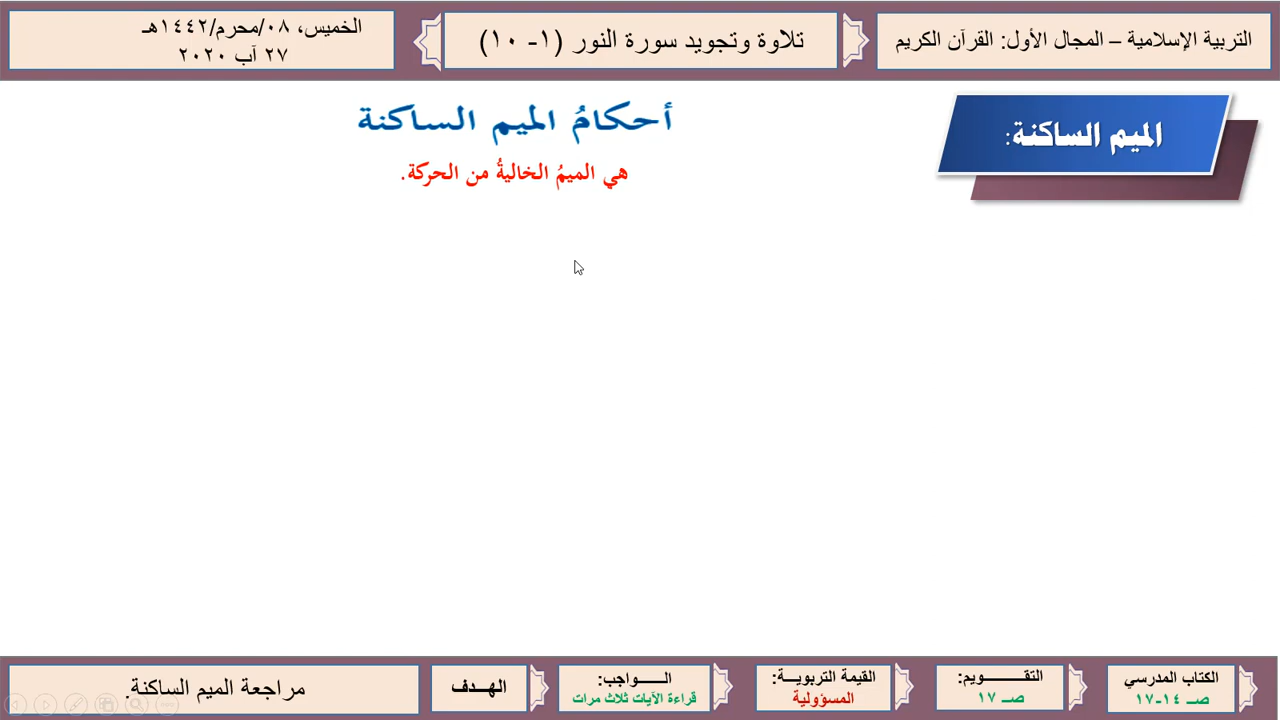 التربية الإسلامية – المجال الأول: القرآن الكريم
تلاوة وتجويد سورة النور (١- ١٠)
الخميس، ٠٨/محرم/١٤٤٢هـ
٢٧ آب ٢٠٢٠
الميم الساكنة:
أحكامُ الميم الساكنة
هي الميمُ الخاليةُ من الحركة.
الكتاب المدرسي
صـ ١٤-١٧
التقـــــــويم:
صـ ١٧
القيمة التربويـــة:
المسؤولية
الـــــواجب:
قراءة الآيات ثلاث مرات
الهـدف
مراجعة الميم الساكنة.